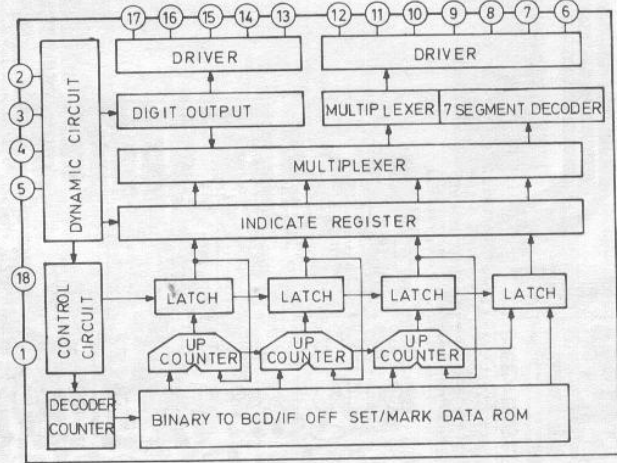 17 16 15 14 13 12 11 10 9 8 7 6
DRIVER DRIVER
2
3
4
5
DYNAMIC CIRCUIT
DIGIT OUTPUT
MULTIPLEXER 7 SEGMENT DECODER
MULTIPLEXER
INDICATE REGISTER
18
1
CONTROL
CIRCUIT
LATCH LATCH LATCH LATCH
UP UP UP
COUNTER COUNTER COUNTER
DECODER
COUNTER
BINARY TO BCD/IF OFF SET/MARK DATA ROM